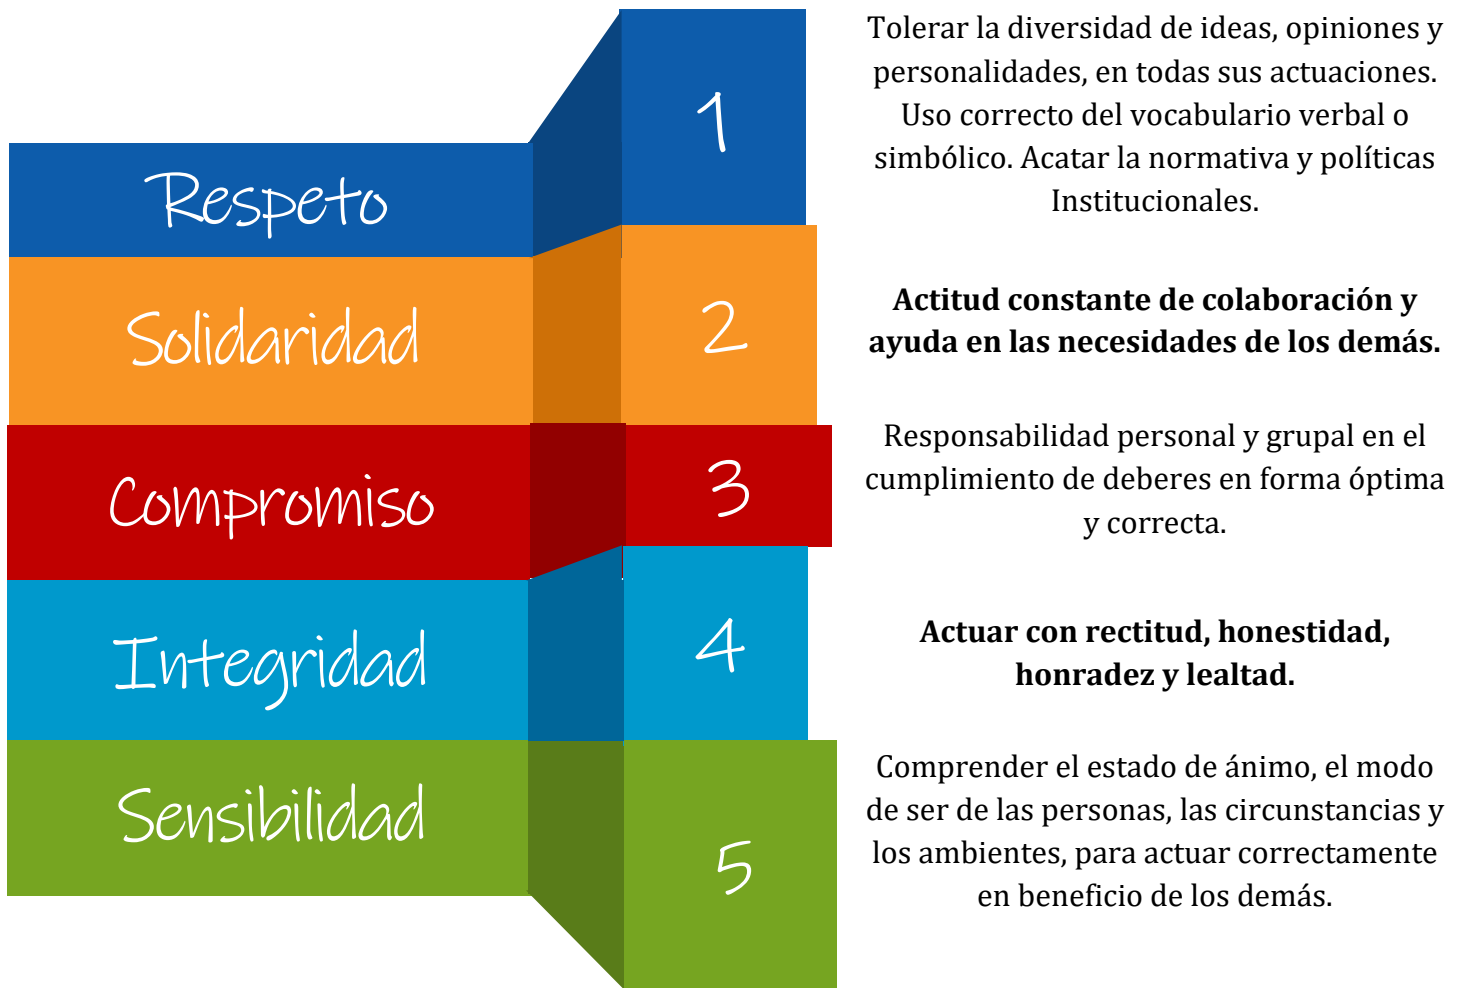 Respeto
1
Tolerar la diversidad de ideas, opiniones y
personalidades, en todas sus actuaciones.
Uso correcto del vocabulario verbal o
simbólico. Acatar la normativa y políticas
Institucionales.
Solidaridad
2
Actitud constante de colaboración y
ayuda en las necesidades de los demás.
Compromiso
3
Responsabilidad personal y grupal en el
cumplimiento de deberes en forma óptima
y correcta.
Integridad
4
Actuar con rectitud, honestidad,
honradez y lealtad.
Sensibilidad
5
Comprender el estado de ánimo, el modo
de ser de las personas, las circunstancias y
los ambientes, para actuar correctamente
en beneficio de los demás.